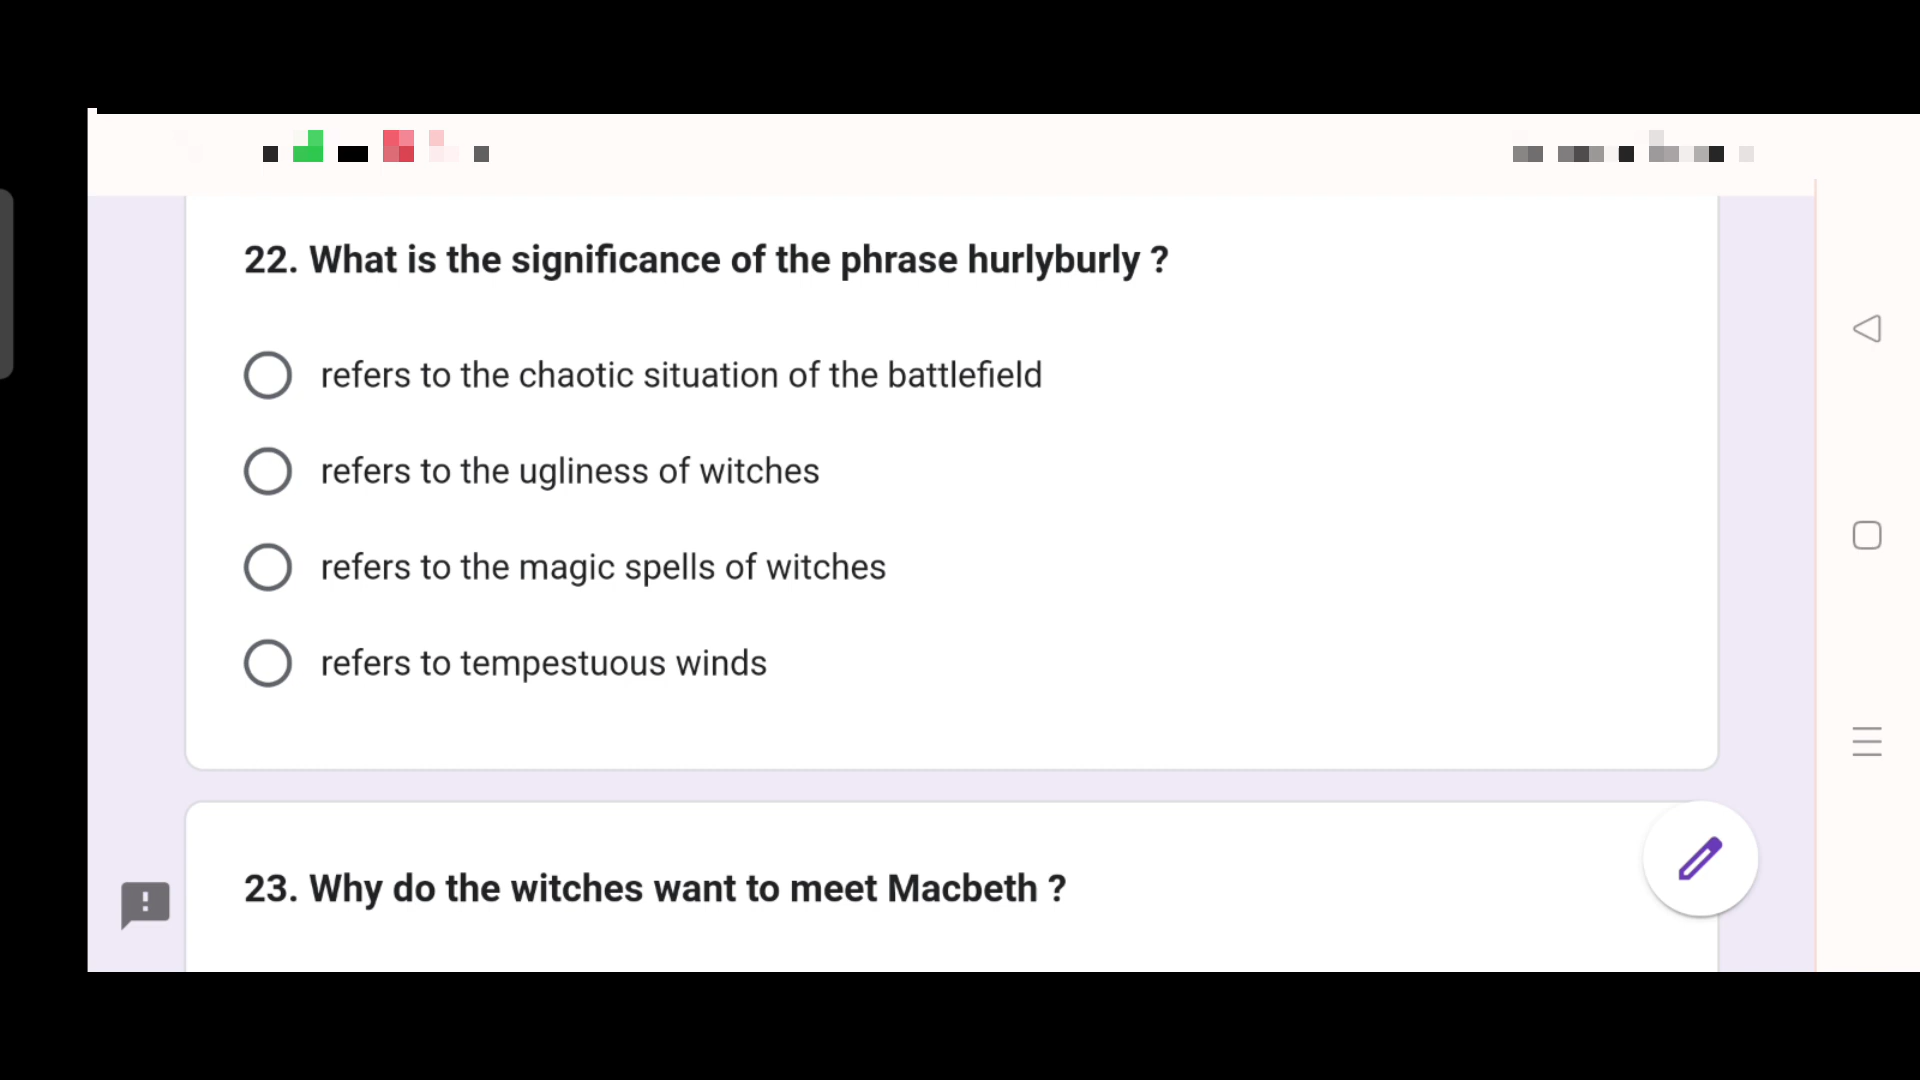 22. What is the significance of the phrase hurlyburly ?
refers to the chaotic situation of the battlefield
refers to the ugliness of witches
refers to the magic spells of witches
refers to tempestuous winds
23. Why do the witches want to meet Macbeth ?